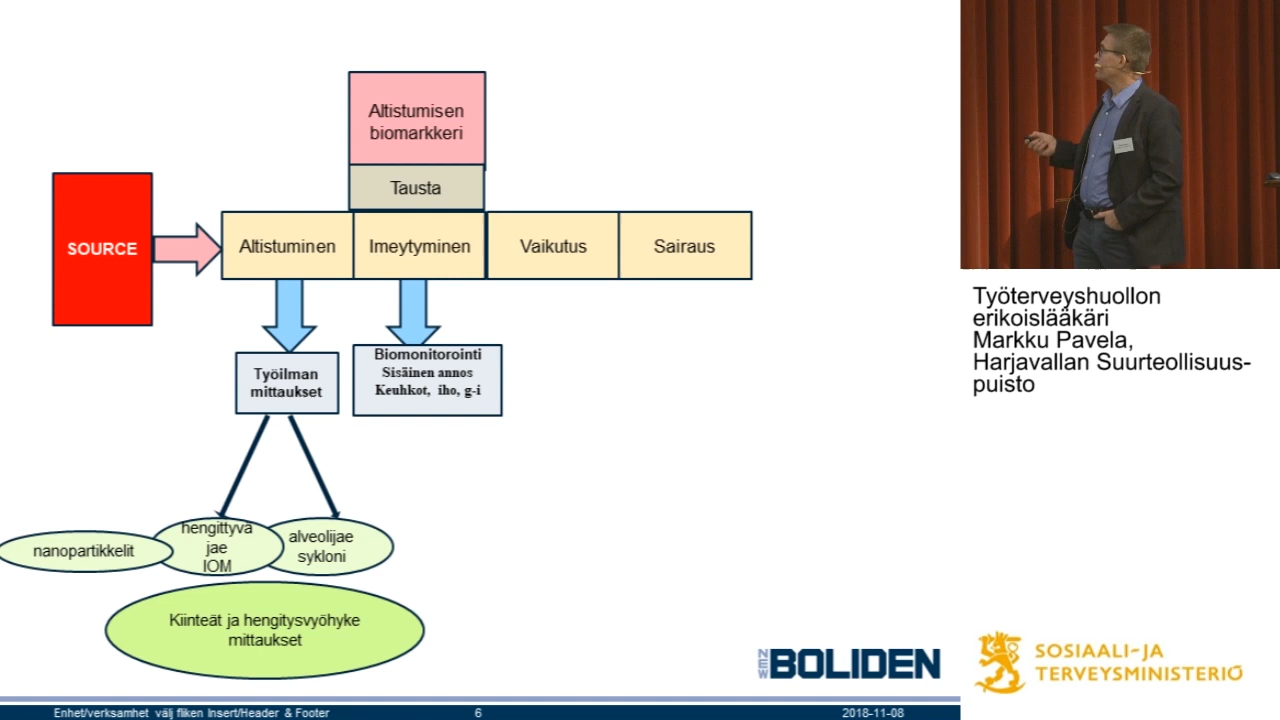 Altistumisen
biomarkkeri
Tausta
SOURCE
Altistuminen
Imeytyminen
Vaikutus
Sairaus
Työilman
mittaukset
Biomonitorointi
Sisäinen annos
Keuhkot, iho, g-i
nanopartikkelit
hengittyvä
jae
IOM
alveolijae
sykloni
Kiinteät ja hengitysvyöhyke
mittaukset
NEW BOLIDEN
Enhet/verksamhet välj fliken Insert/Header & Footer
6
2018-11-08
Työterveyshuollon
erikoislääkäri
Markku Pavela,
Harjavallan Suurteollisuus-
puisto
SOSIAALI- JA
TERVEYSMINISTERIÖ